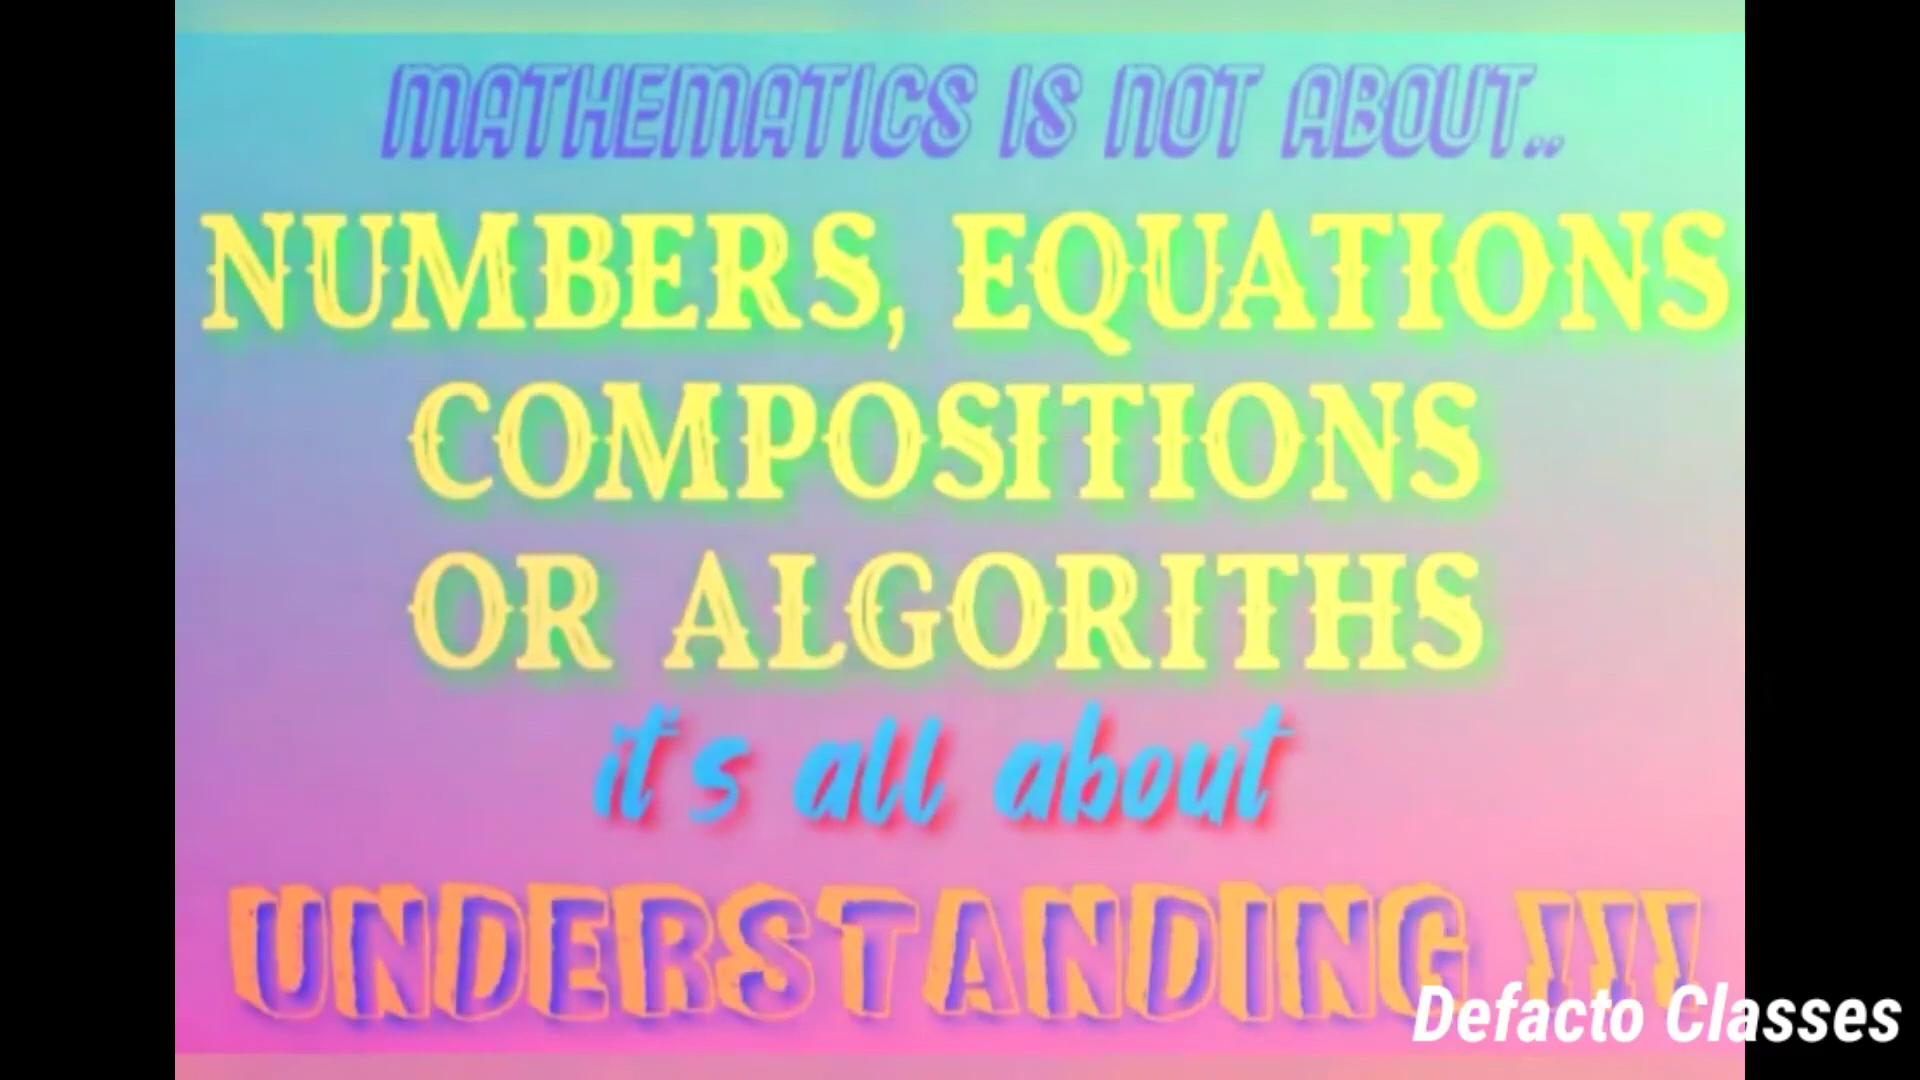 MATHEMATICS IS NOT ABOUT..
NUMBERS, EQUATIONS
COMPOSITIONS
OR ALGORITHS
it's all about
UNDERSTANDING !!!
Defacto Classes